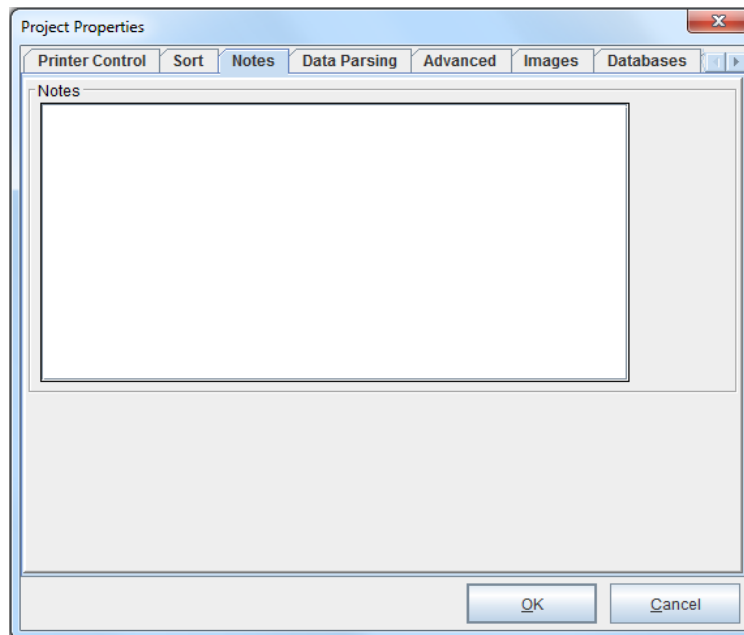 Project Properties
Printer Control Sort Notes Data Parsing Advanced Images Databases
Notes
OK Cancel